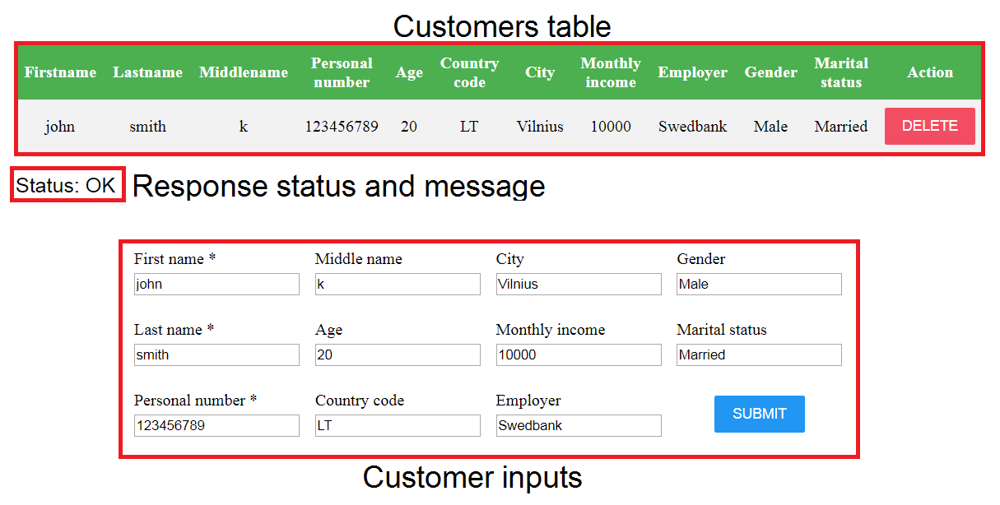 Customers table
Firstname Lastname Middlename Personal number Age Country code City Monthly income Employer Gender Marital status Action
john smith k 123456789 20 LT Vilnius 10000 Swedbank Male Married DELETE
Status: OK Response status and message
First name * Middle name City Gender
john k Vilnius Male
Last name * Age Monthly income Marital status
smith 20 10000 Married
Personal number * Country code Employer
123456789 LT Swedbank SUBMIT
Customer inputs